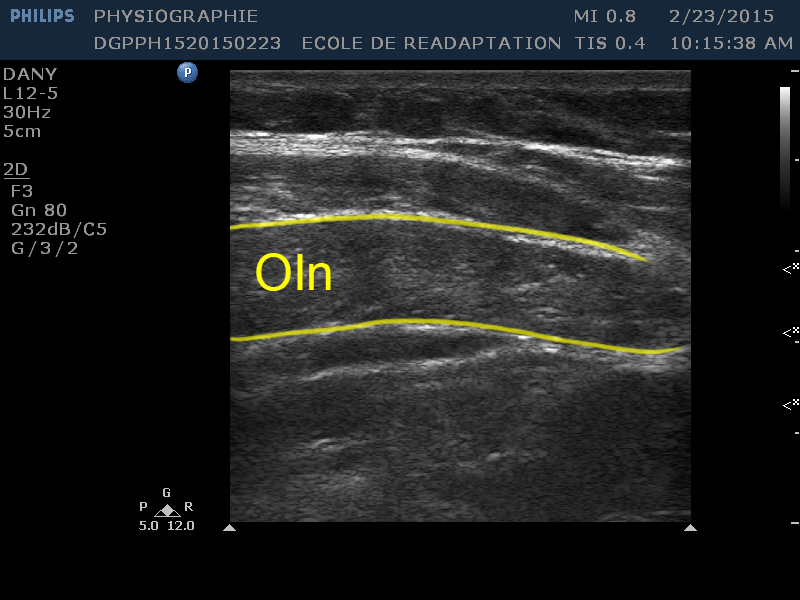 PHILIPS PHYSIOGRAPHIE MI 0.8 2/23/2015
DGPPH1520150223 ECOLE DE READAPTATION TIS 0.4 10:15:38 AM
DANY
P
L12-5
30Hz
5cm
2D
F3
Gn 80
232dB/C5
G/3/2
OIn
G
P R
5.0 12.0